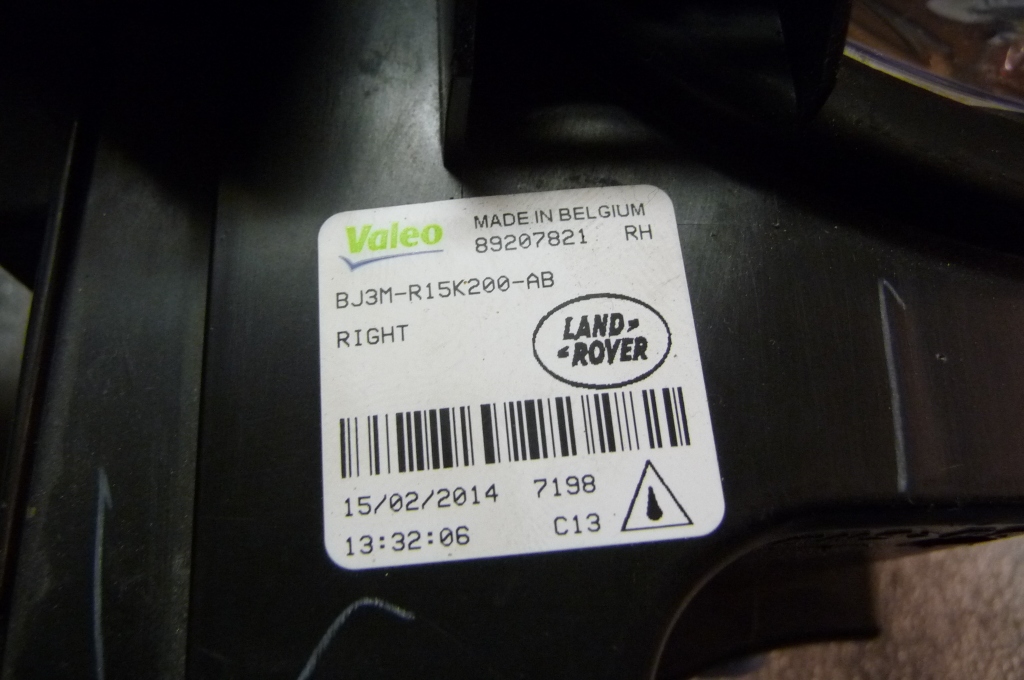 Valeo
MADE IN BELGIUM
89207821 RH
BJ3M-R15K200-AB
RIGHT
LAND
ROVER
15/02/2014 7198
13:32:06 C13